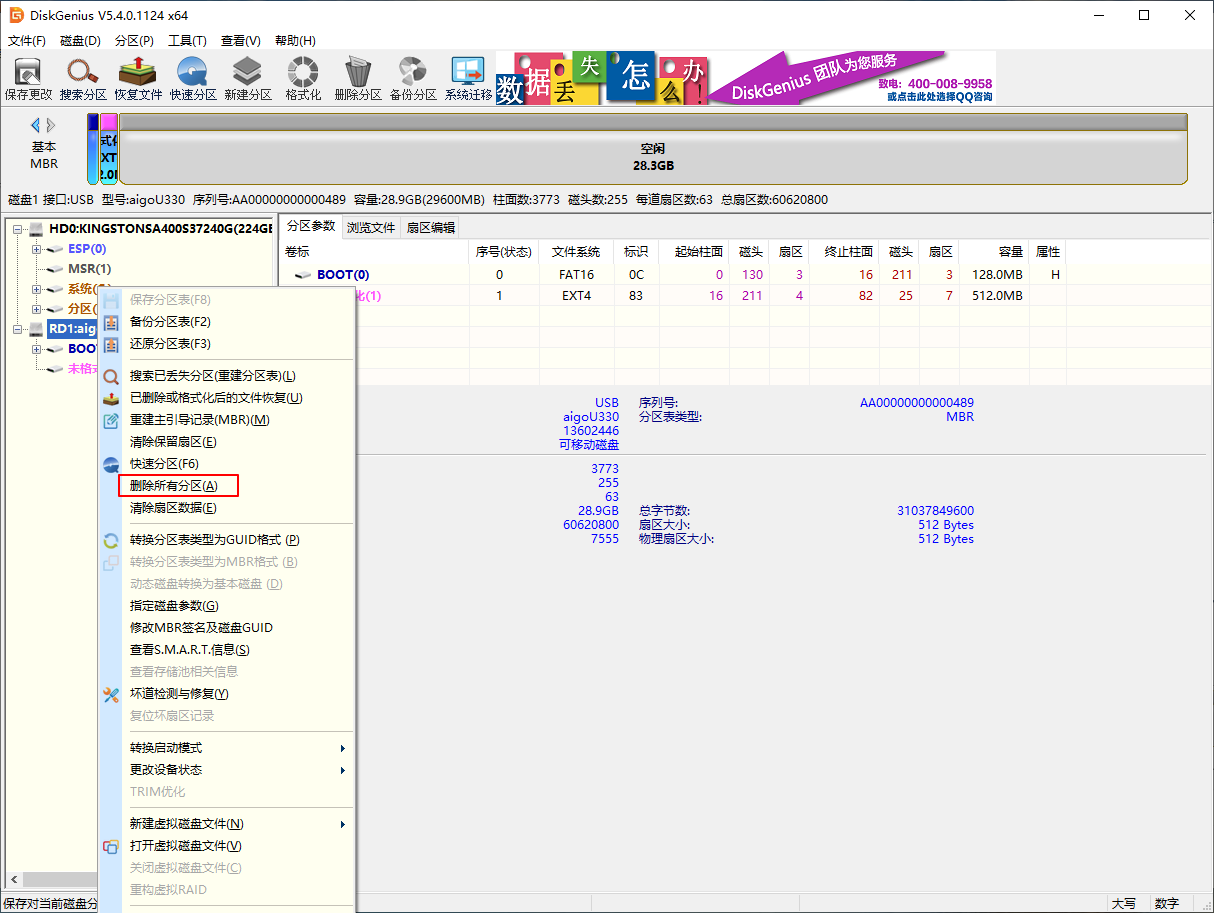 DiskGenius V5.4.0.1124 x64
文件(F) 磁盘(D) 分区(P) 工具(T) 查看(V) 帮助(H)
保存更改 搜索分区 恢复文件 快速分区 新建分区 格式化 删除分区 备份分区 系统迁移
数据丢失怎么办!
DiskGenius 团队为您服务
致电: 400-008-9958
或点击此处选择QQ咨询
基本
MBR
空闲
28.3GB
磁盘1 接口:USB 型号:aigoU330 序列号:AA00000000000489 容量:28.9GB(29600MB) 柱面数:3773 磁头数:255 每道扇区数:63 总扇区数:60620800
HD0:KINGSTONSA400S37240G(224GB
ESP(0)
MSR(1)
系统
分区(
RD1:aig
BOO
未格式
分区参数 浏览文件 扇区编辑
卷标 序号(状态) 文件系统 标识 起始柱面 磁头 扇区 终止柱面 磁头 扇区 容量 属性
BOOT(0) 0 FAT16 0C 0 130 3 16 211 3 128.0MB H
化(1) 1 EXT4 83 16 211 4 82 25 7 512.0MB
USB 序列号: AA00000000000489
aigoU330 分区表类型: MBR
13602446
可移动磁盘
3773
255
63
28.9GB 总字节数: 31037849600
60620800 扇区大小: 512 Bytes
7555 物理扇区大小: 512 Bytes
保存分区表(F8)
备份分区表(F2)
还原分区表(F3)
搜索已丢失分区(重建分区表)(L)
已删除或格式化后的文件恢复(U)
重建主引导记录(MBR)(M)
清除保留扇区(E)
快速分区(F6)
删除所有分区(A)
清除扇区数据(E)
转换分区表类型为GUID格式 (P)
转换分区表类型为MBR格式 (B)
动态磁盘转换为基本磁盘 (D)
指定磁盘参数(G)
修改MBR签名及磁盘GUID
查看S.M.A.R.T.信息(S)
查看存储池相关信息
坏道检测与修复(Y)
复位坏扇区记录
转换启动模式
更改设备状态
TRIM优化
新建虚拟磁盘文件(N)
打开虚拟磁盘文件(V)
关闭虚拟磁盘文件(C)
重构虚拟RAID
保存对当前磁盘分 大写 数字